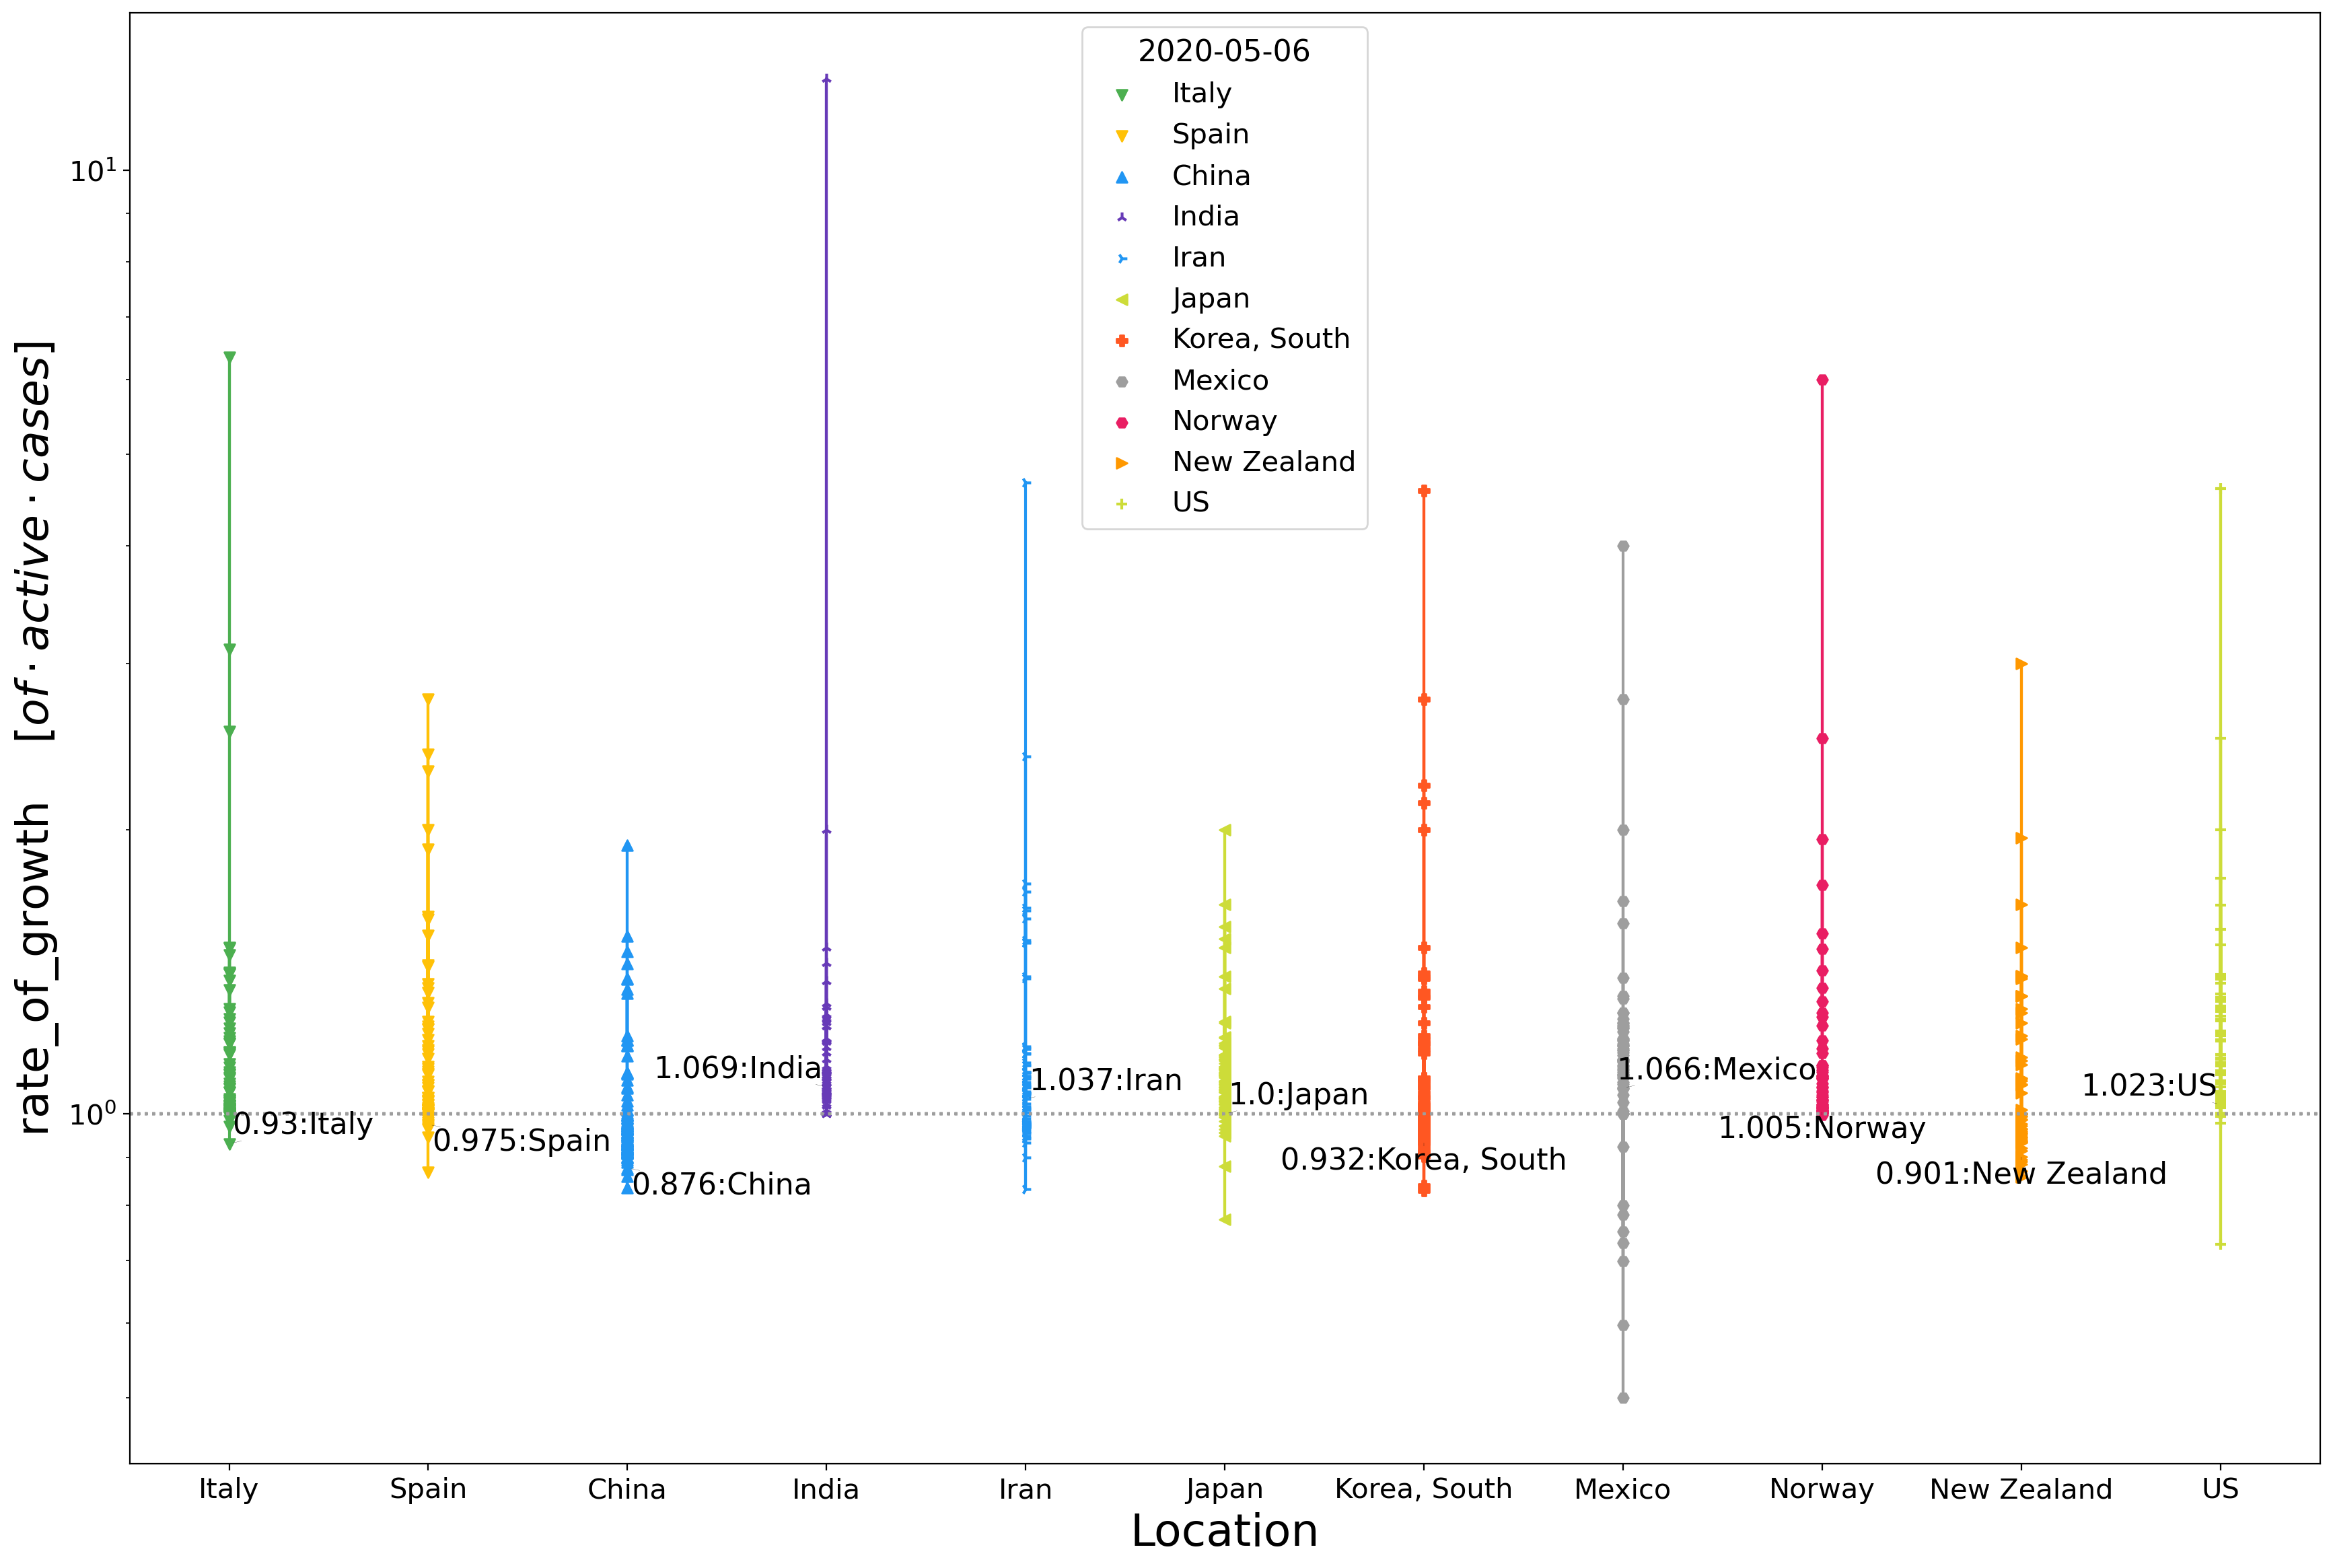 2020-05-06
Italy
Spain
China
India
Iran
Japan
Korea, South
Mexico
Norway
New Zealand
US
rate_of_growth [of·active·cases]
10¹
10⁰
1.069:India
1.037:Iran
1.0:Japan
1.066:Mexico
1.023:US
0.93:Italy
0.975:Spain
0.876:China
0.932:Korea, South
1.005:Norway
0.901:New Zealand
Italy Spain China India Iran Japan Korea, South Mexico Norway New Zealand US
Location